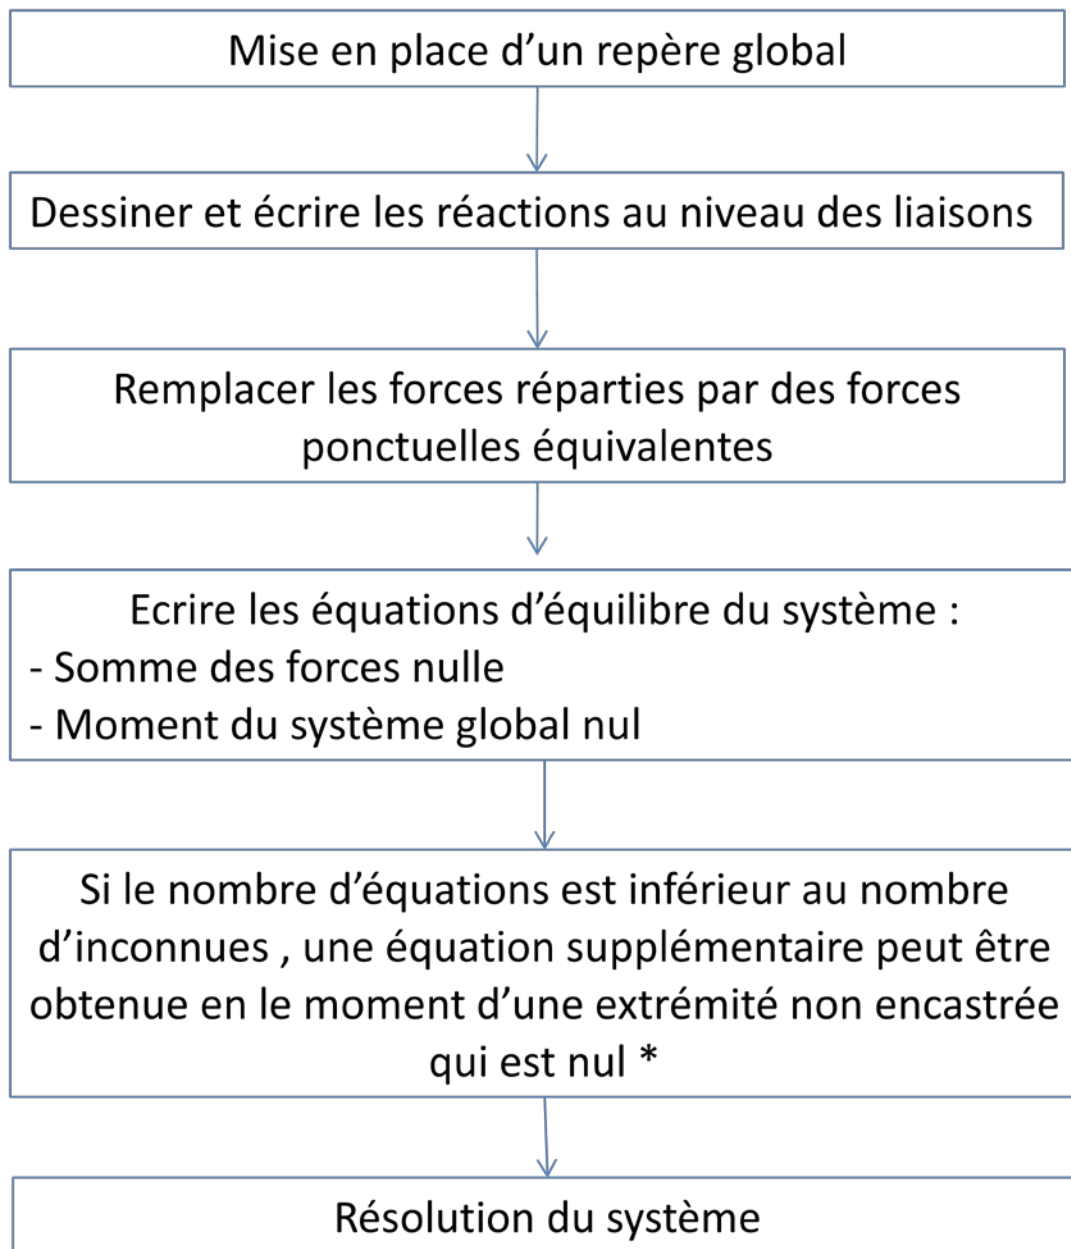 Mise en place d’un repère global
Dessiner et écrire les réactions au niveau des liaisons
Remplacer les forces réparties par des forces
ponctuelles équivalentes
Ecrire les équations d’équilibre du système :
- Somme des forces nulle
- Moment du système global nul
Si le nombre d’équations est inférieur au nombre
d’inconnues , une équation supplémentaire peut être
obtenue en le moment d’une extrémité non encastrée
qui est nul *
Résolution du système